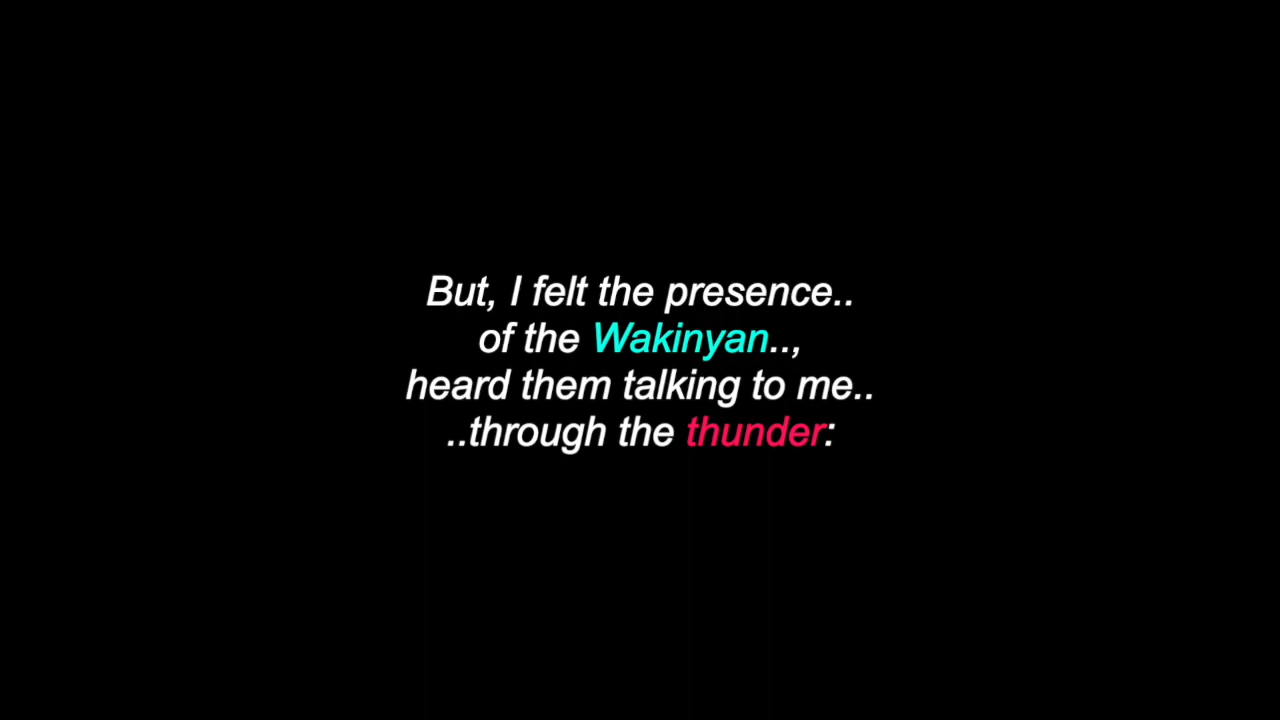 But, I felt the presence..
of the Wakinyan..,
heard them talking to me..
..through the thunder: